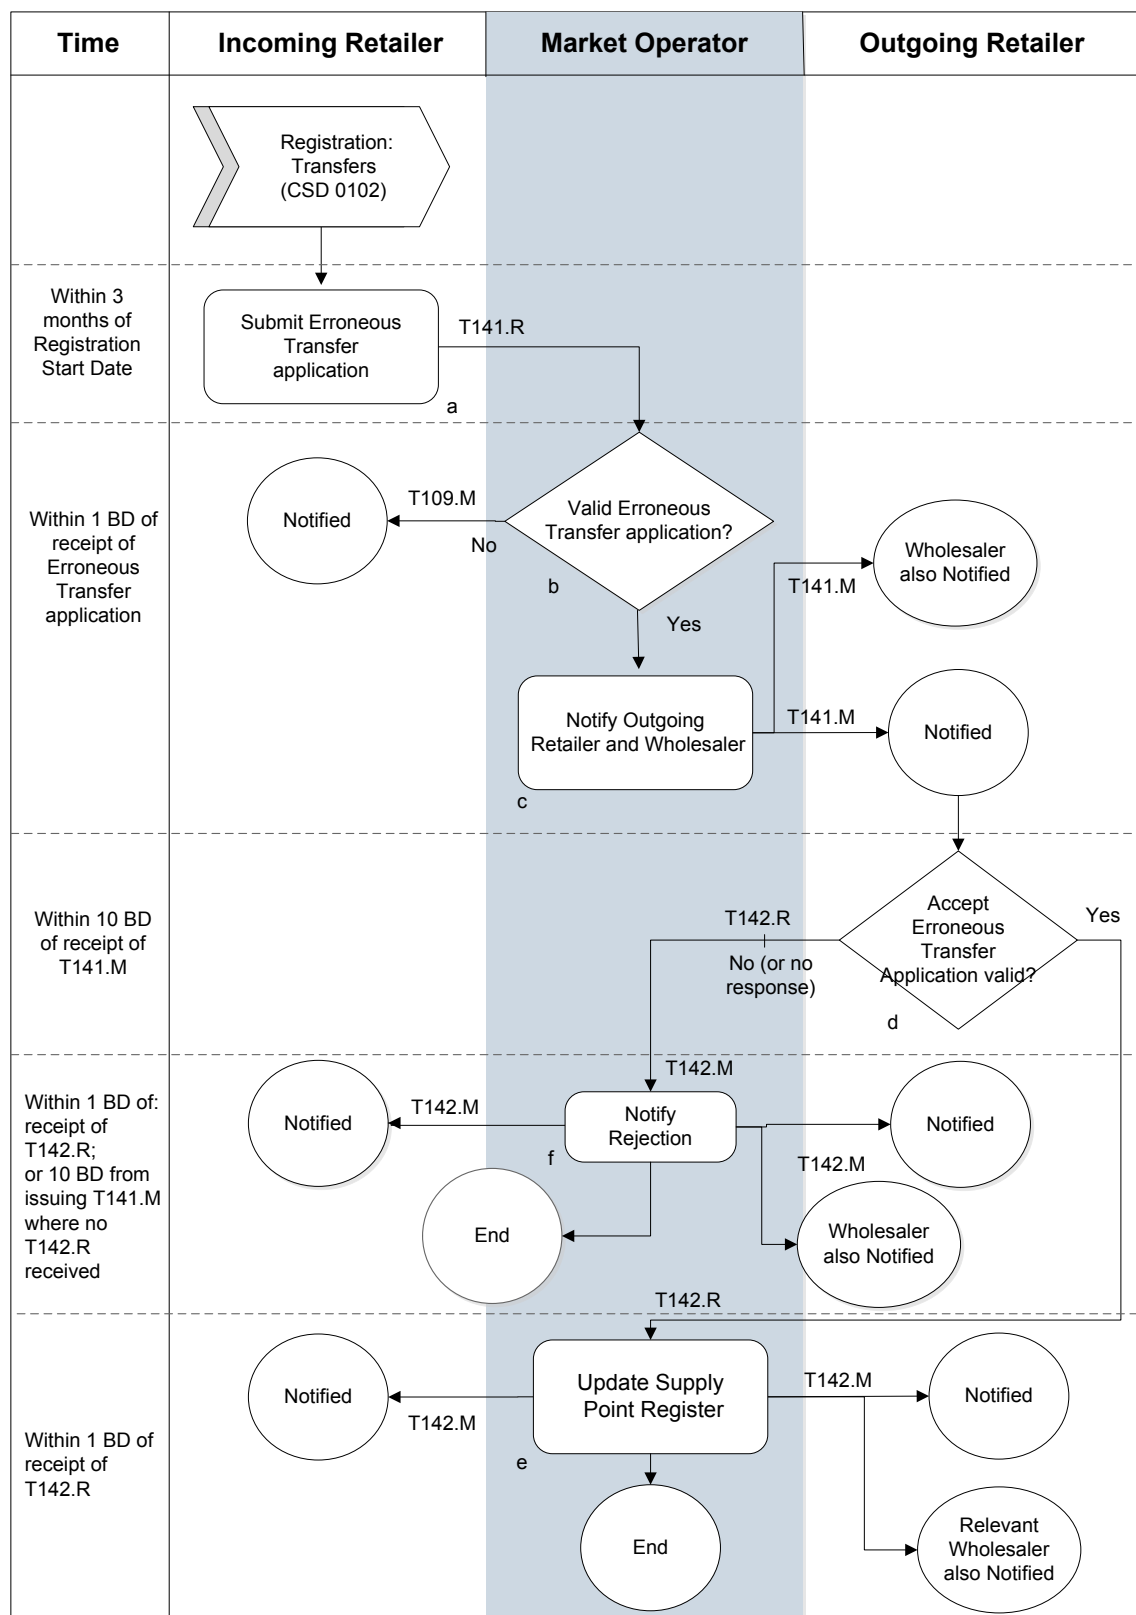 Time
Incoming Retailer
Market Operator
Outgoing Retailer
Registration:
Transfers
(CSD 0102)
Within 3
months of
Registration
Start Date
Submit Erroneous
Transfer
application
a
T141.R
Within 1 BD of
receipt of
Erroneous
Transfer
application
Notified
T109.M
No
Valid Erroneous
Transfer application?
b
Yes
Wholesaler
also Notified
T141.M
Notify Outgoing
Retailer and Wholesaler
c
T141.M
Notified
Within 10 BD
of receipt of
T141.M
T142.R
No (or no
response)
Accept
Erroneous
Transfer
Application valid?
d
Yes
Within 1 BD of:
receipt of
T142.R;
or 10 BD from
issuing T141.M
where no
T142.R
received
Notified
T142.M
T142.M
Notify
Rejection
f
Notified
T142.M
End
Wholesaler
also Notified
T142.R
Within 1 BD of
receipt of
T142.R
Notified
T142.M
Update Supply
Point Register
e
T142.M
Notified
End
Relevant
Wholesaler
also Notified